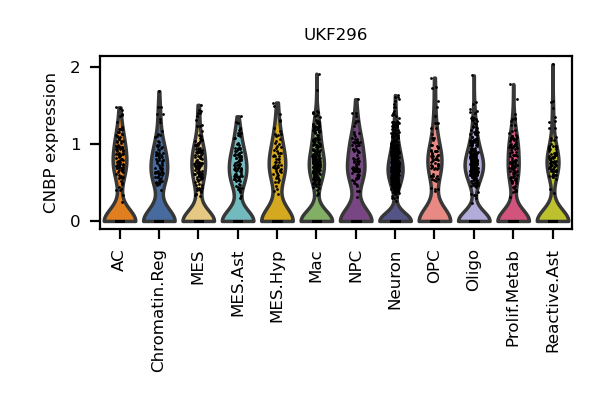 UKF296
CNBP expression
2
1
0
AC
Chromatin.Reg
MES
MES.Ast
MES.Hyp
Mac
NPC
Neuron
OPC
Oligo
Prolif.Metab
Reactive.Ast